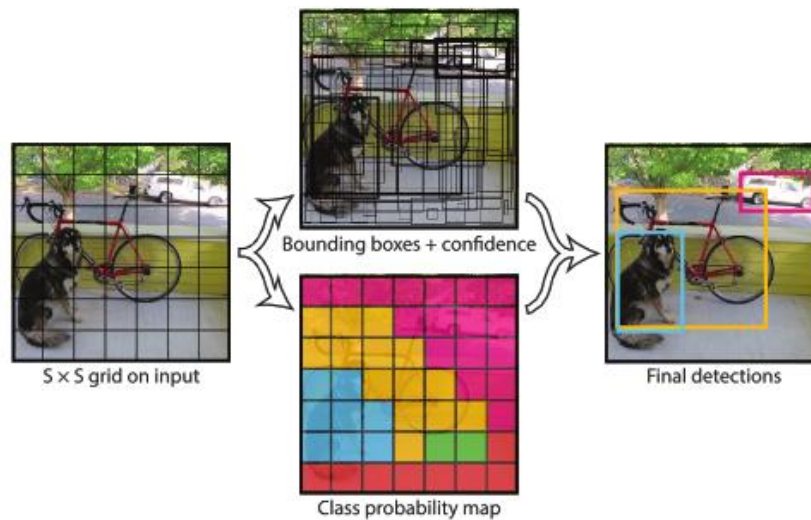 Bounding boxes + confidence
S × S grid on input
Final detections
Class probability map